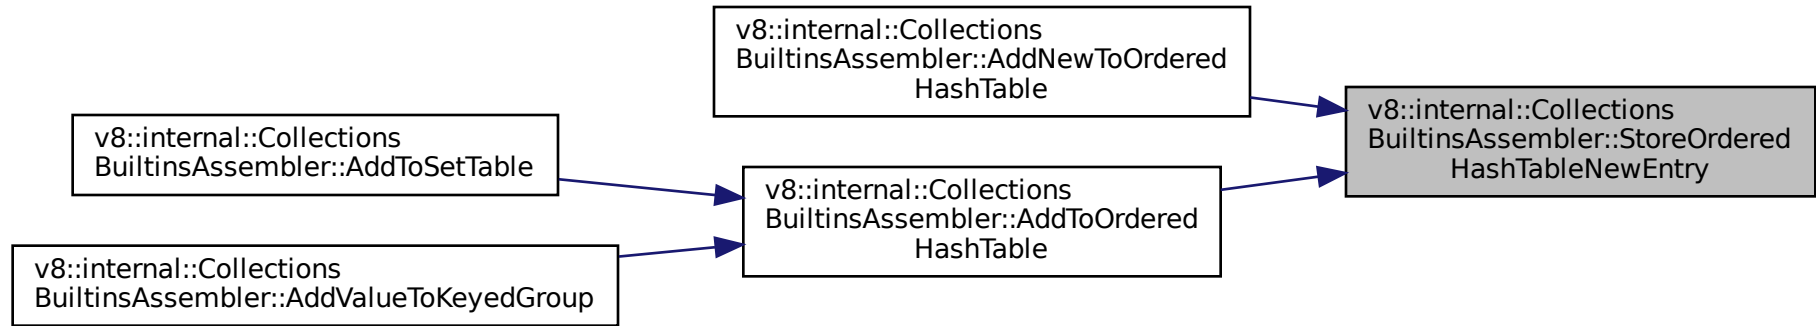 v8::internal::Collections
BuiltinsAssembler::AddNewToOrdered
HashTable
v8::internal::Collections
BuiltinsAssembler::StoreOrdered
HashTableNewEntry
v8::internal::Collections
BuiltinsAssembler::AddToSetTable
v8::internal::Collections
BuiltinsAssembler::AddToOrdered
HashTable
v8::internal::Collections
BuiltinsAssembler::AddValueToKeyedGroup